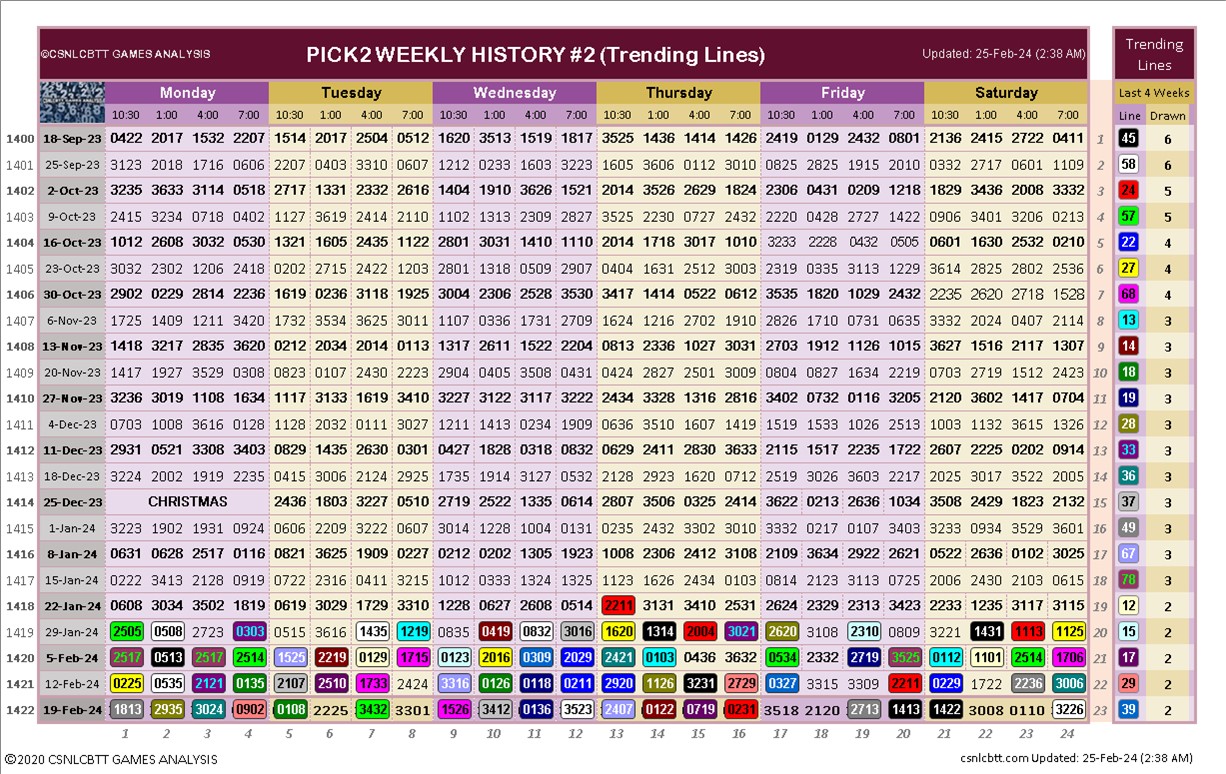 ©CSNLCBTT GAMES ANALYSIS PICK2 WEEKLY HISTORY #2 (Trending Lines) Updated: 25-Feb-24 (2:38 AM) Trending Lines
Monday Tuesday Wednesday Thursday Friday Saturday Last 4 Weeks
10:30 1:00 4:00 7:00 10:30 1:00 4:00 7:00 10:30 1:00 4:00 7:00 10:30 1:00 4:00 7:00 10:30 1:00 4:00 7:00 10:30 1:00 4:00 7:00 Line Drawn
1400 18-Sep-23 0422 2017 1532 2207 1514 2017 2504 0512 1620 3513 1519 1817 3525 1436 1414 1426 2419 0129 2432 0801 2136 2415 2722 0411 1 45 6
1401 25-Sep-23 3123 2018 1716 0606 2207 0403 3310 0607 1212 0233 1603 3223 1605 3606 0112 3010 0825 2825 1915 2010 0332 2717 0601 1109 2 58 6
1402 2-Oct-23 3235 3633 3114 0518 2717 1331 2332 2616 1404 1910 3626 1521 2014 3526 2629 1824 2306 0431 0209 1218 1829 3436 2008 3332 3 24 5
1403 9-Oct-23 2415 3234 0718 0402 1127 3619 2414 2110 1102 1313 2309 2827 3525 2230 0727 2432 2220 0428 2727 1422 0906 3401 3206 0213 4 57 5
1404 16-Oct-23 1012 2608 3032 0530 1321 1605 2435 1122 2801 3031 1410 1110 2014 1718 3017 1010 3233 2228 0432 0505 0601 1630 2532 0210 5 22 4
1405 23-Oct-23 3032 2302 1206 2418 0202 2715 2422 1203 2801 1318 0509 2907 0404 1631 2512 3003 2319 0335 3113 1229 3614 2825 2802 2536 6 27 4
1406 30-Oct-23 2902 0229 2814 2236 1619 0236 3118 1925 3004 2306 2528 3530 3417 1414 0522 0612 3535 1820 1029 2432 2235 2620 2718 1528 7 68 4
1407 6-Nov-23 1725 1409 1211 3420 1732 3534 3625 3011 1107 0336 1731 2709 1624 1216 2702 1910 2826 1710 0731 0635 3332 2024 0407 2114 8 13 3
1408 13-Nov-23 1418 3217 2835 3620 0212 2034 2014 0113 1317 2611 1522 2204 0813 2336 1027 3031 2703 1912 1126 1015 3627 1516 2117 1307 9 14 3
1409 20-Nov-23 1417 1927 3529 0308 0823 0107 2430 2223 2904 0405 3508 0431 0424 2827 2501 3009 0804 0827 1634 2219 0703 2719 1512 2423 10 18 3
1410 27-Nov-23 3236 3019 1108 1634 1117 3133 1619 3410 3227 3122 1117 3222 2434 3328 1316 2816 3402 0732 0116 3205 2120 3602 1417 0704 11 19 3
1411 4-Dec-23 0703 1008 3616 0128 1128 2032 0111 3027 1211 1413 0234 1909 0636 3510 1607 1419 1519 1533 1026 2513 1003 1132 3615 1326 12 28 3
1412 11-Dec-23 2931 0521 3308 3403 0829 1435 2630 0301 0427 1828 0318 0832 0629 2411 2830 3633 2115 1517 2235 1722 2607 2225 0202 0914 13 33 3
1413 18-Dec-23 3224 2002 1919 2235 0415 3006 2124 2923 1735 1914 3127 0532 2128 2923 1620 0712 2519 3026 3603 2217 2025 3017 3522 2005 14 36 3
1414 25-Dec-23 CHRISTMAS 2436 1803 3227 0510 2719 2522 1335 0614 2807 3506 0325 2414 3622 0213 2636 1034 3508 2429 1823 2132 15 37 3
1415 1-Jan-24 3223 1902 1931 0924 0606 2209 3222 0607 3014 1228 1004 0131 0235 2432 3302 3010 3332 0217 0107 3403 3233 0934 3529 3601 16 49 3
1416 8-Jan-24 0631 0628 2517 0116 0821 3625 1909 0227 0212 0202 1305 1923 1008 2306 2412 3108 2109 3634 2922 2621 0522 2636 0102 3025 17 67 3
1417 15-Jan-24 0222 3413 2128 0919 0722 2316 0411 3215 1012 0333 1324 1325 1123 1626 2434 0103 0814 2123 3113 0725 2006 2430 2103 0615 18 78 3
1418 22-Jan-24 0608 3034 3502 1819 0619 3029 1729 3310 1228 0627 2608 0514 2211 3131 3410 2531 2624 2329 2313 3423 2233 1235 3117 3115 19 12 2
1419 29-Jan-24 2505 0508 2723 0303 0515 3616 1435 1219 0835 0419 0832 3016 1620 1314 2004 3021 2620 3108 2310 0809 3221 1431 1113 1125 20 15 2
1420 5-Feb-24 2517 0513 2517 2514 1525 2219 0129 1715 0123 2016 0309 2029 2421 0103 0436 3632 0534 2332 2719 3525 0112 1101 2514 1706 21 17 2
1421 12-Feb-24 0225 0535 2121 0135 2107 2510 1733 2424 3316 0126 0118 0211 2920 1126 3231 2729 0327 3315 3309 2211 0229 1722 2236 3006 22 29 2
1422 19-Feb-24 1813 2935 3024 0902 0108 2225 3432 3301 1526 3412 0136 3523 2407 0122 0719 0231 3518 2120 2713 1413 1422 3008 0110 3226 23 39 2
1 2 3 4 5 6 7 8 9 10 11 12 13 14 15 16 17 18 19 20 21 22 23 24
©2020 CSNLCBTT GAMES ANALYSIS csnlcbtt.com Updated: 25-Feb-24 (2:38 AM)